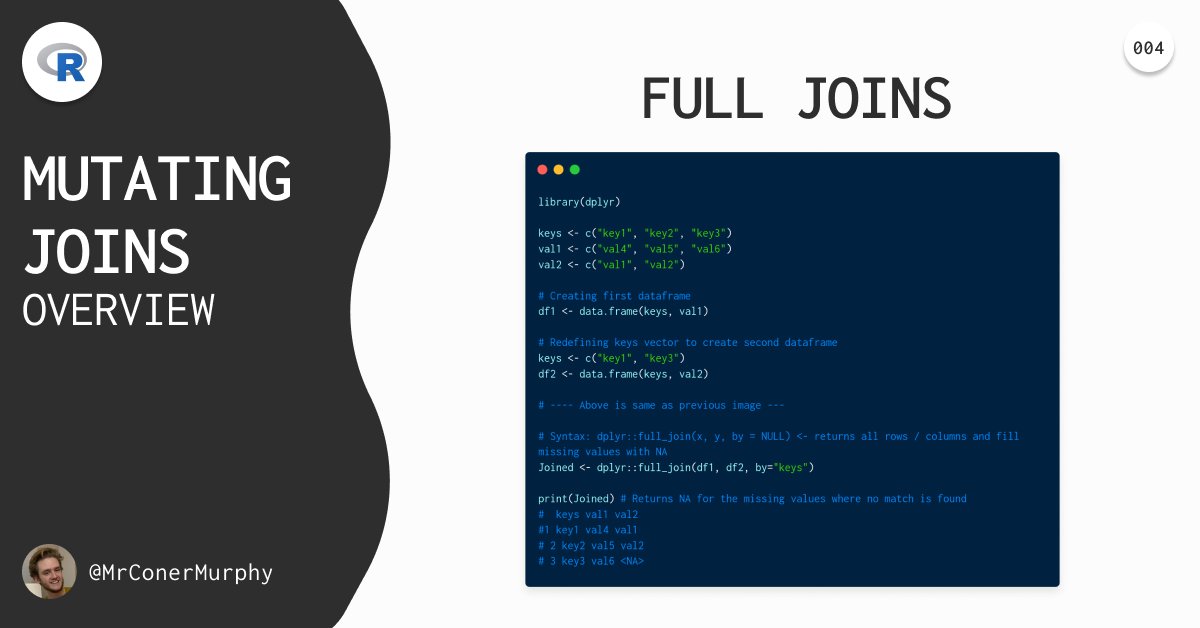 R
MUTATING
JOINS
OVERVIEW
@MrConerMurphy
004
FULL JOINS
library(dplyr)
keys <- c("key1", "key2", "key3")
val1 <- c("val4", "val5", "val6")
val2 <- c("val1", "val2")
# Creating first dataframe
df1 <- data.frame(keys, val1)
# Redefining keys vector to create second dataframe
keys <- c("key1", "key3")
df2 <- data.frame(keys, val2)
# ---- Above is same as previous image ---
# Syntax: dplyr::full_join(x, y, by = NULL) <- returns all rows / columns and fill
missing values with NA
Joined <- dplyr::full_join(df1, df2, by="keys")
print(Joined) # Returns NA for the missing values where no match is found
#  keys val1 val2
#1 key1 val4 val1
# 2 key2 val5 val2
# 3 key3 val6 <NA>